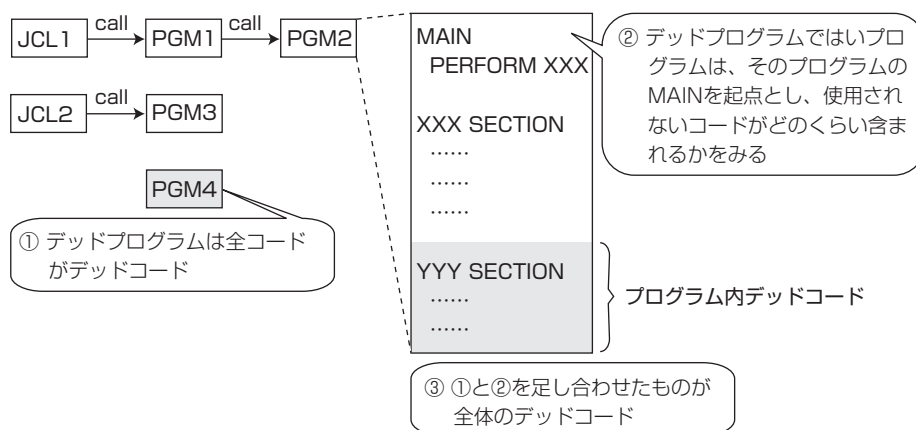 JCL1
call
PGM1
call
PGM2
JCL2
call
PGM3
PGM4
① デッドプログラムは全コード
がデッドコード
MAIN
PERFORM XXX
XXX SECTION
……
……
……
YYY SECTION
……
……
② デッドプログラムではいプロ
グラムは、そのプログラムの
MAINを起点とし、使用され
ないコードがどのくらい含ま
れるかをみる
プログラム内デッドコード
③ ①と②を足し合わせたものが
全体のデッドコード